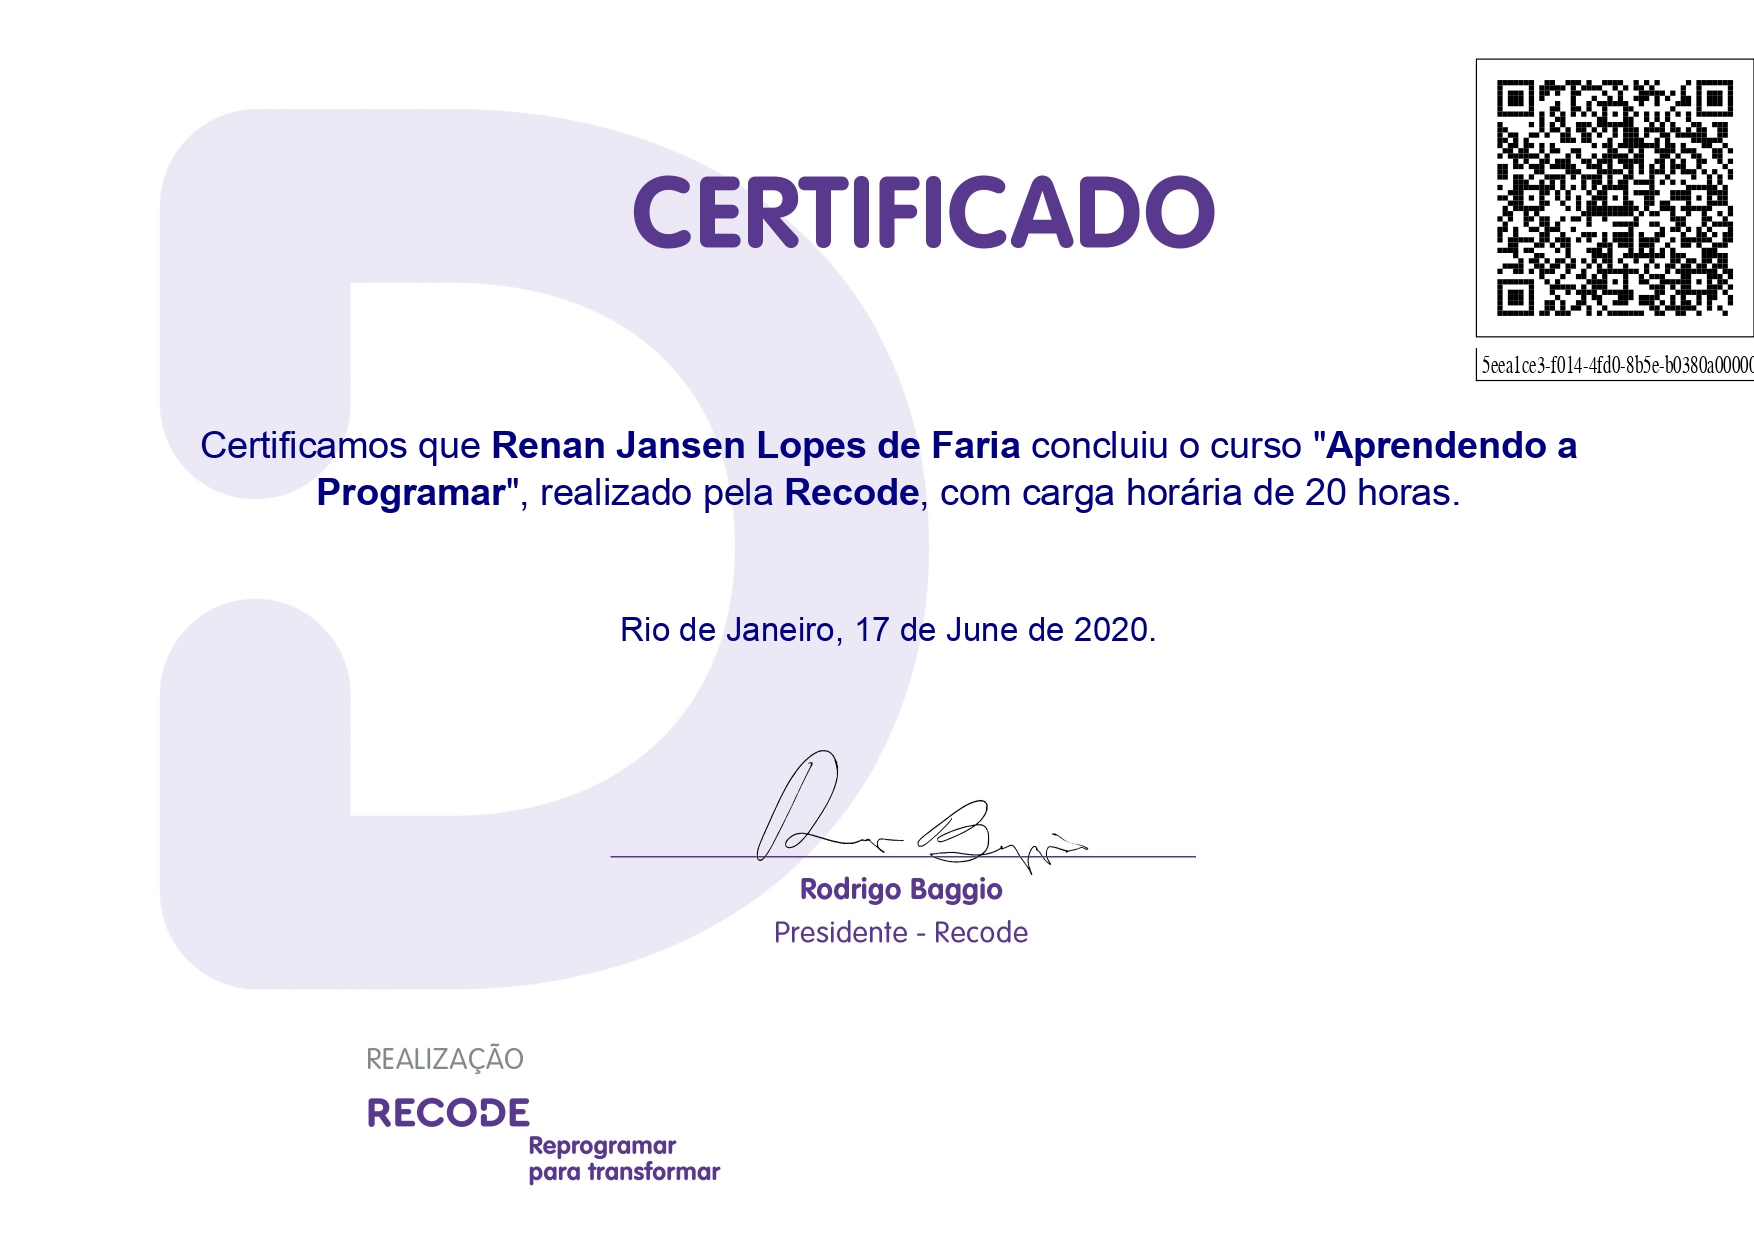 CERTIFICADO
5eea1ce3-f014-4fd0-8b5e-b0380a00000
Certificamos que Renan Jansen Lopes de Faria concluiu o curso "Aprendendo a
Programar", realizado pela Recode, com carga horária de 20 horas.
Rio de Janeiro, 17 de June de 2020.
Rodrigo Baggio
Presidente - Recode
REALIZAÇÃO
RECODE
Reprogramar
para transformar